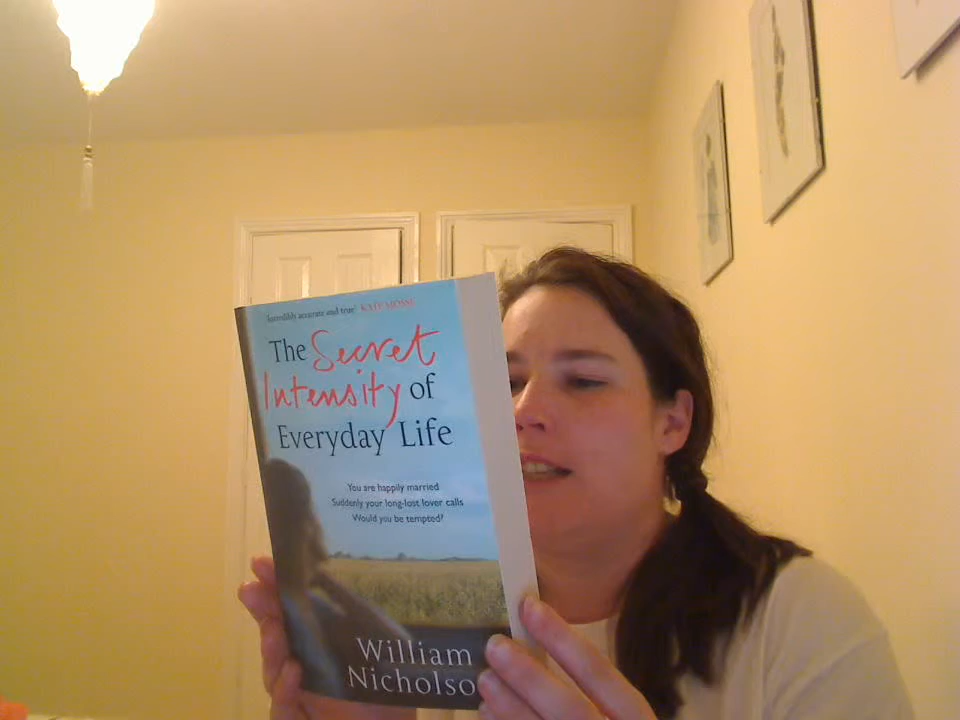 'Incredibly accurate and true' KATE MOSSE
The Secret
Intensity of
Everyday Life
You are happily married
Suddenly your long-lost lover calls
Would you be tempted?
William
Nicholso